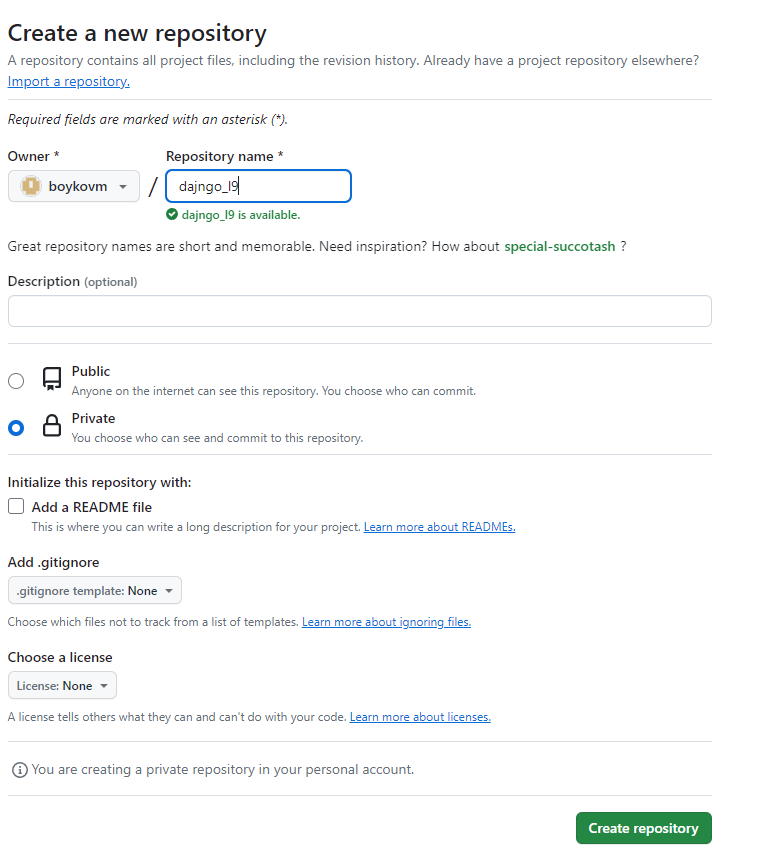 Create a new repository
A repository contains all project files, including the revision history. Already have a project repository elsewhere?
Import a repository.
Required fields are marked with an asterisk (*).
Owner * Repository name *
boykovm / dajngo_l9
dajngo_l9 is available.
Great repository names are short and memorable. Need inspiration? How about special-succotash ?
Description (optional)
Public
Anyone on the internet can see this repository. You choose who can commit.
Private
You choose who can see and commit to this repository.
Initialize this repository with:
Add a README file
This is where you can write a long description for your project. Learn more about READMEs.
Add .gitignore
.gitignore template: None
Choose which files not to track from a list of templates. Learn more about ignoring files.
Choose a license
License: None
A license tells others what they can and can't do with your code. Learn more about licenses.
You are creating a private repository in your personal account.
Create repository